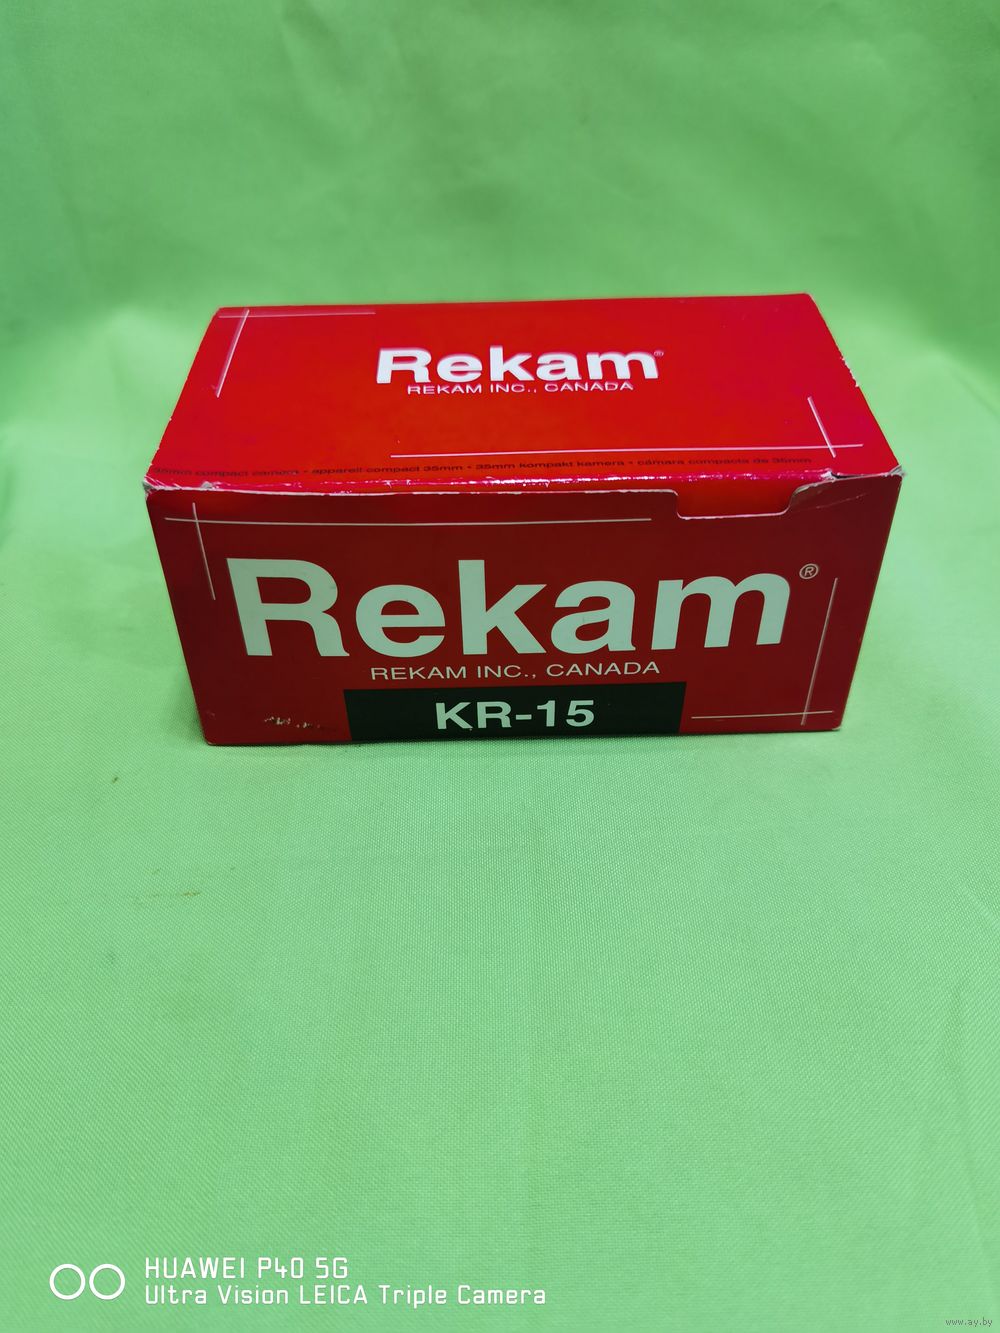 Rekam®
REKAM INC., CANADA
35mm compact camera • appareil compact 35mm • 35mm kompakt kamera • cámara compacta de 35mm
Rekam®
REKAM INC., CANADA
KR-15
HUAWEI P40 5G
Ultra Vision LEICA Triple Camera
www.ay.by